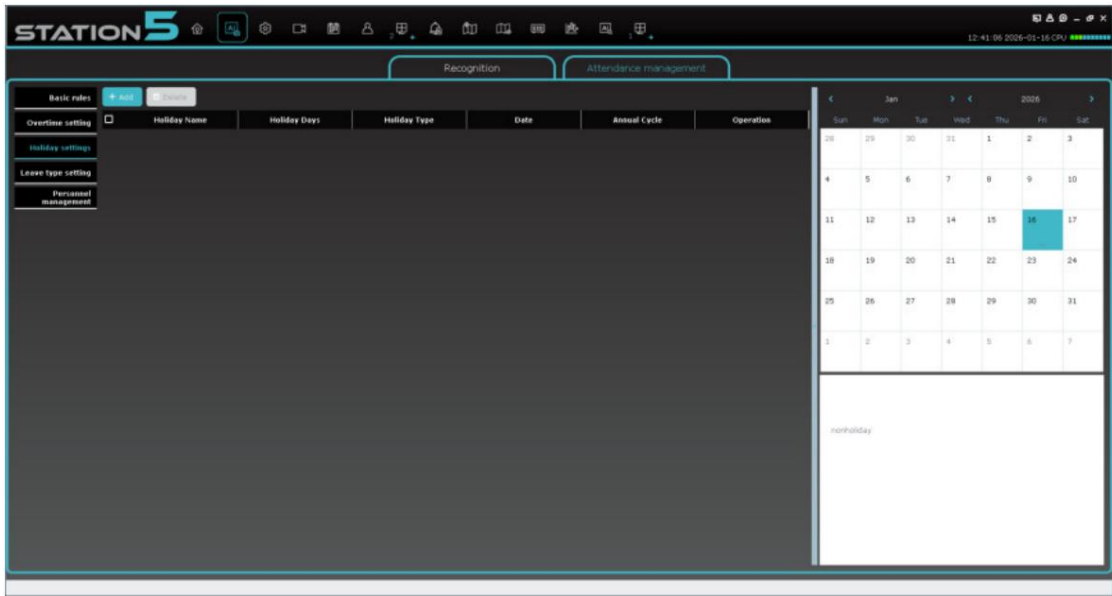 STATION5
12:41:06 2026-01-16 CPU
Recognition
Attendance management
Basic rules
Overtime setting
Holiday settings
Leave type setting
Personnel management
+ Add
Delete
Holiday Name Holiday Days Holiday Type Date Annual Cycle Operation
Jan 2026
Sun Mon Tue Wed Thu Fri Sat
28 29 30 31 1 2 3
4 5 6 7 8 9 10
11 12 13 14 15 16 17
18 19 20 21 22 23 24
25 26 27 28 29 30 31
1 2 3 4 5 6 7
nonholiday